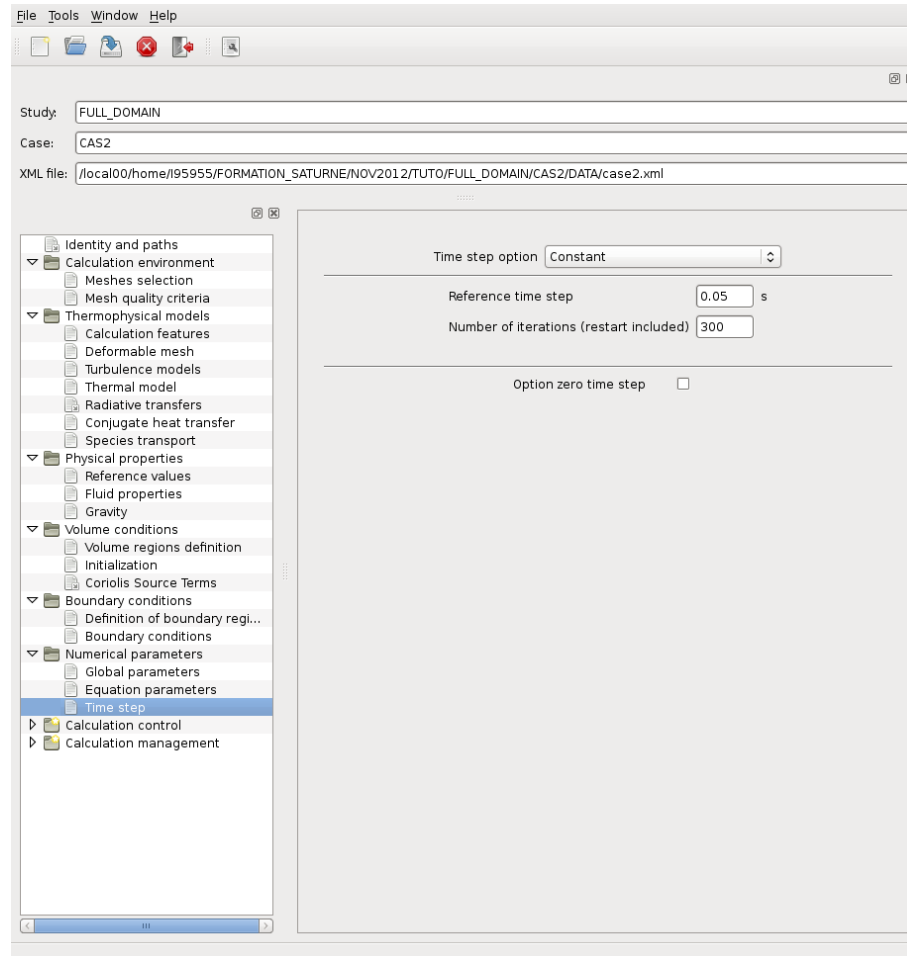 File Tools Window Help
Study: FULL_DOMAIN
Case: CAS2
XML file: /local00/home/I95955/FORMATION_SATURNE/NOV2012/TUTO/FULL_DOMAIN/CAS2/DATA/case2.xml
Identity and paths
Calculation environment
Meshes selection
Mesh quality criteria
Thermophysical models
Calculation features
Deformable mesh
Turbulence models
Thermal model
Radiative transfers
Conjugate heat transfer
Species transport
Physical properties
Reference values
Fluid properties
Gravity
Volume conditions
Volume regions definition
Initialization
Coriolis Source Terms
Boundary conditions
Definition of boundary regi...
Boundary conditions
Numerical parameters
Global parameters
Equation parameters
Time step
Calculation control
Calculation management
Time step option Constant
Reference time step 0.05 s
Number of iterations (restart included) 300
Option zero time step